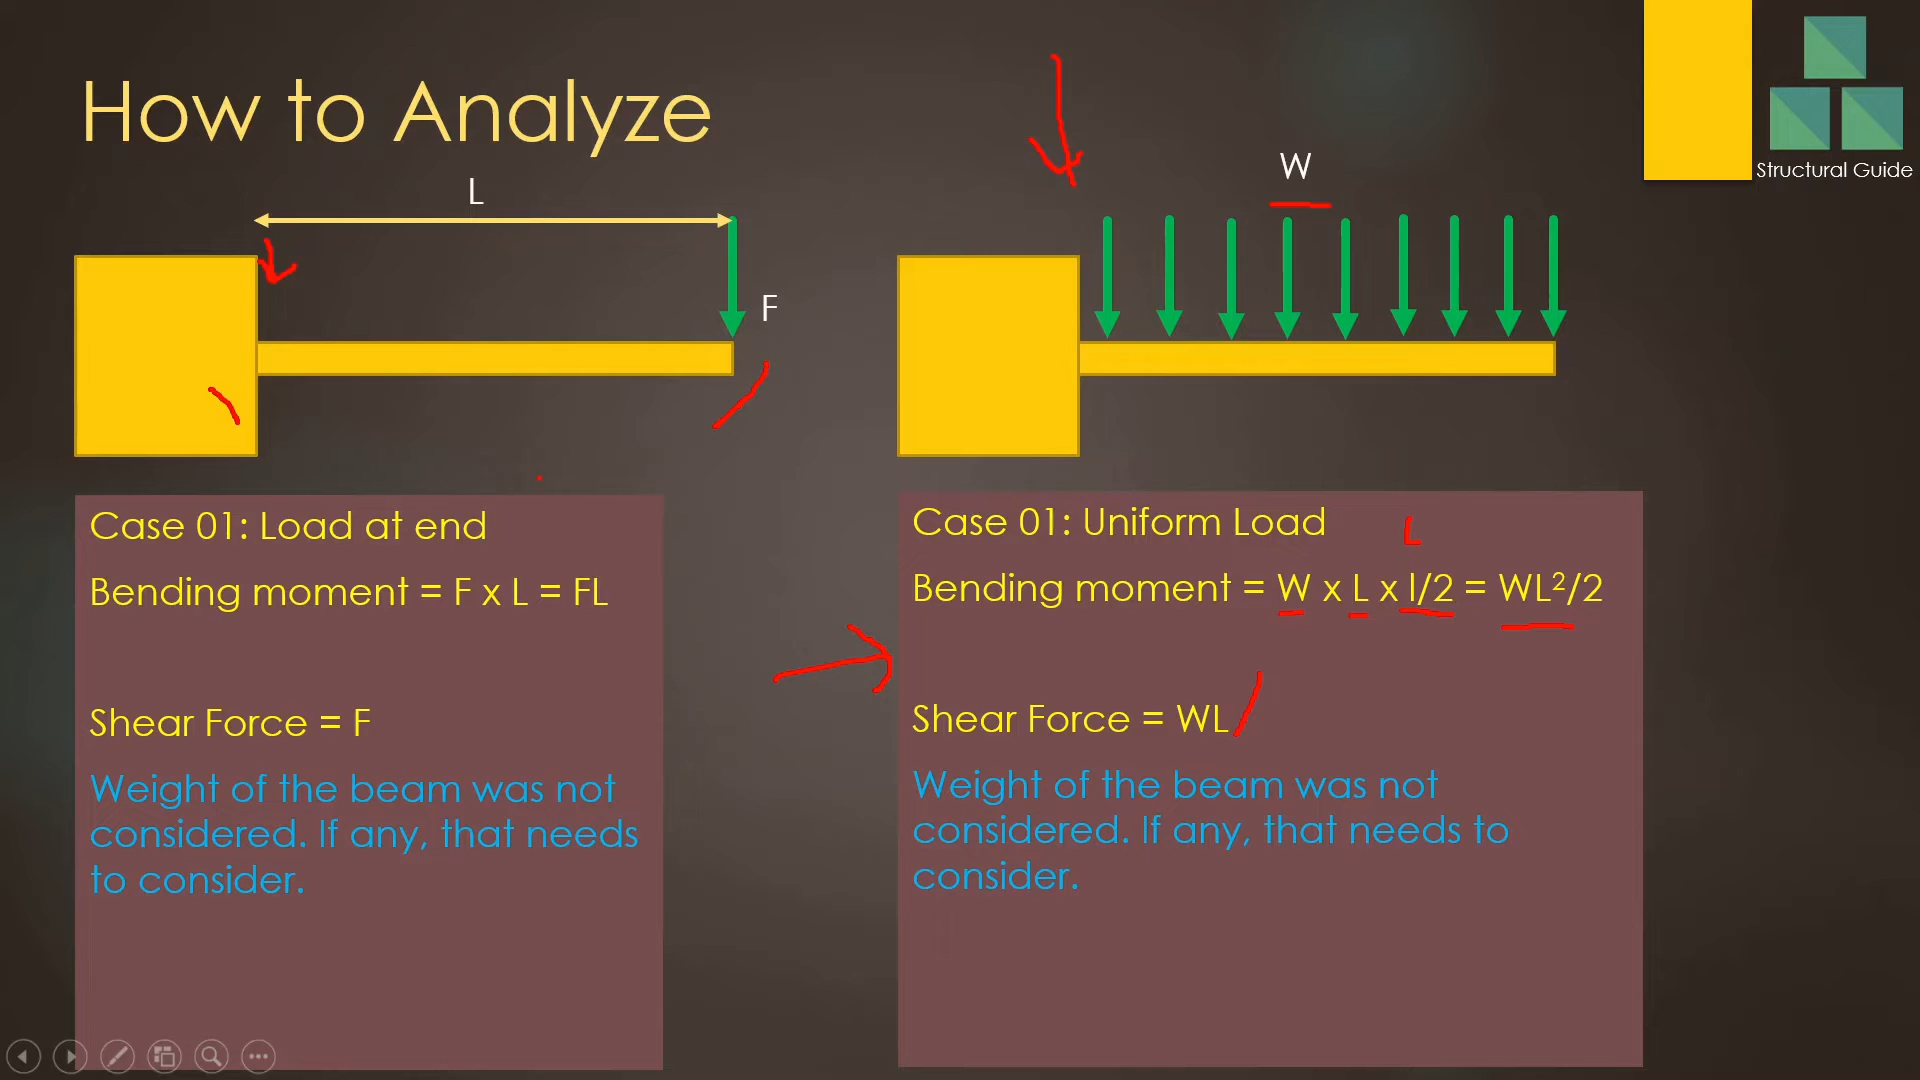 How to Analyze
L
F
W
Structural Guide
Case 01: Load at end
Bending moment = F x L = FL
Shear Force = F
Weight of the beam was not
considered. If any, that needs
to consider.
Case 01: Uniform Load
L
Bending moment = W x L x l/2 = WL²/2
Shear Force = WL
Weight of the beam was not
considered. If any, that needs to
consider.